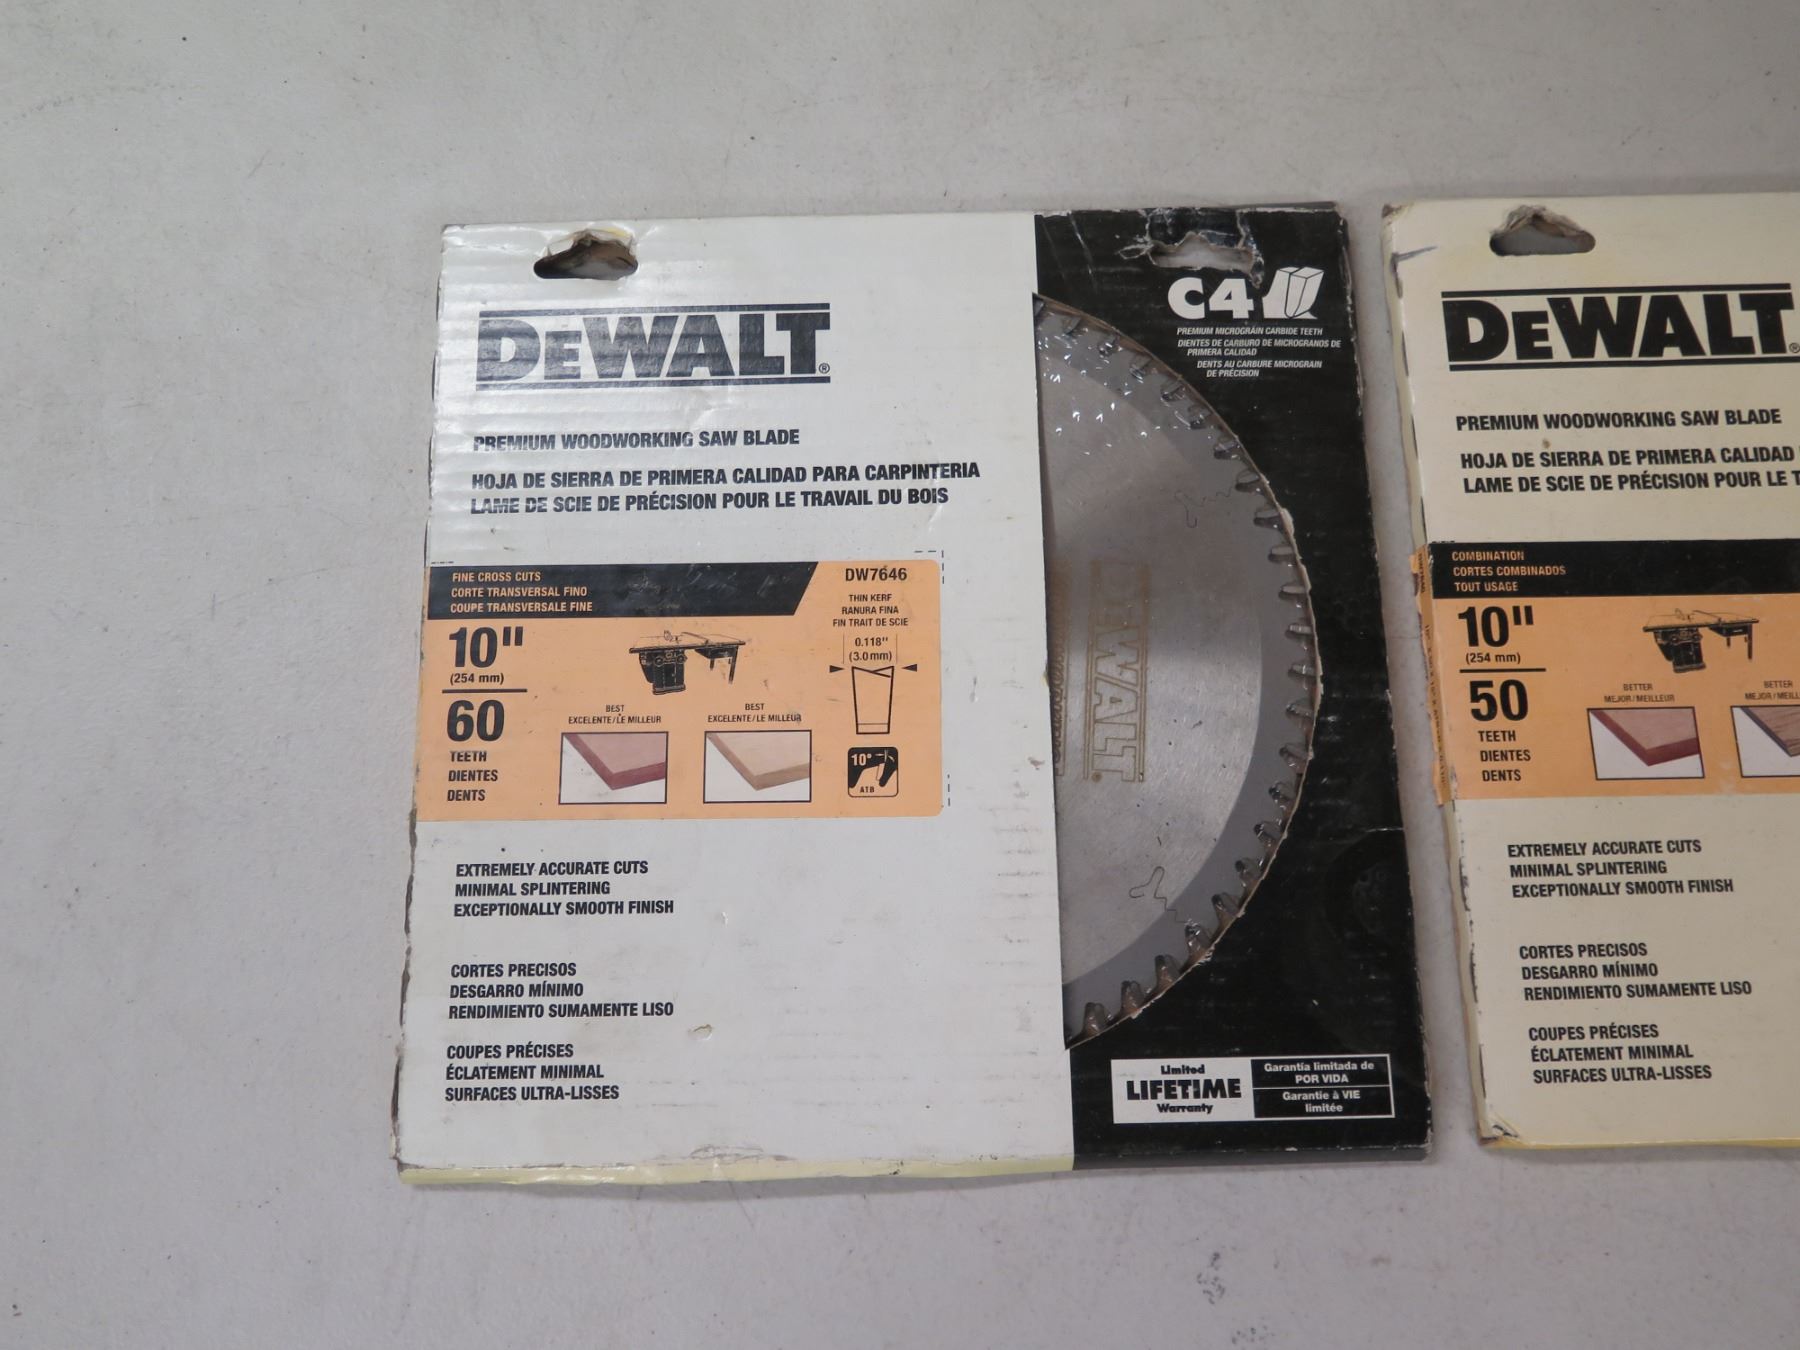 DEWALT®
PREMIUM WOODWORKING SAW BLADE
HOJA DE SIERRA DE PRIMERA CALIDAD PARA CARPINTERIA
LAME DE SCIE DE PRÉCISION POUR LE TRAVAIL DU BOIS
FINE CROSS CUTS
CORTE TRANSVERSAL FINO
COUPE TRANSVERSALE FINE
10"
(254 mm)
60
TEETH
DIENTES
DENTS
BEST
EXCELENTE/LE MILLEUR
BEST
EXCELENTE/LE MILLEUR
DW7646
THIN KERF
RANURA FINA
FIN TRAIT DE SCIE
0.118"
(3.0 mm)
10°
ATB
EXTREMELY ACCURATE CUTS
MINIMAL SPLINTERING
EXCEPTIONALLY SMOOTH FINISH
CORTES PRECISOS
DESGARRO MÍNIMO
RENDIMIENTO SUMAMENTE LISO
COUPES PRÉCISES
ÉCLATEMENT MINIMAL
SURFACES ULTRA-LISSES
C4
PREMIUM MICROGRAIN CARBIDE TEETH
DIENTES DE CARBURO DE MICROGRANOS DE
PRIMERA CALIDAD
DENTS AU CARBURE MICROGRAIN
DE PRÉCISION
DEWALT®
Limited
LIFETIME
Warranty
Garantía limitada de
POR VIDA
Garantie à VIE
limitée
DEWALT®
PREMIUM WOODWORKING SAW BLADE
HOJA DE SIERRA DE PRIMERA CALIDAD
LAME DE SCIE DE PRÉCISION POUR LE
COMBINATION
CORTES COMBINADOS
TOUT USAGE
10"
(254 mm)
50
TEETH
DIENTES
DENTS
BETTER
MEJOR/MEILLEUR
BETTER
MEJOR/MEILL
EXTREMELY ACCURATE CUTS
MINIMAL SPLINTERING
EXCEPTIONALLY SMOOTH FINISH
CORTES PRECISOS
DESGARRO MÍNIMO
RENDIMIENTO SUMAMENTE LISO
COUPES PRÉCISES
ÉCLATEMENT MINIMAL
SURFACES ULTRA-LISSES